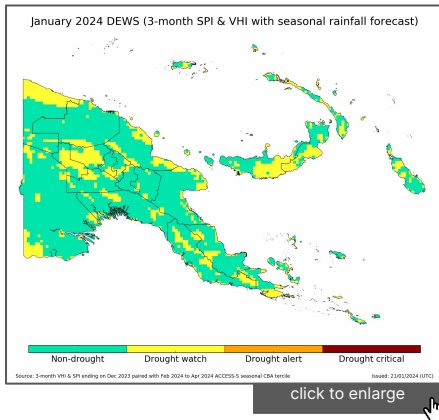 January 2024 DEWS (3-month SPI & VHI with seasonal rainfall forecast)
Non-drought Drought watch Drought alert Drought critical
Source: 3-month VHI & SPI ending on Dec 2023 paired with Feb 2024 to Apr 2024 ACCESS-S seasonal CBA tercile Issued: 21/01/2024 (UTC)
click to enlarge